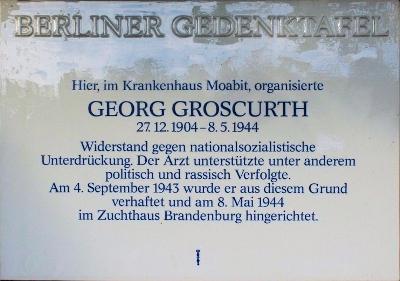 BERLINER GEDENKTAFEL
Hier, im Krankenhaus Moabit, organisierte
GEORG GROSCURTH
27.12.1904–8.5.1944
Widerstand gegen nationalsozialistische
Unterdrückung. Der Arzt unterstützte unter anderem
politisch und rassisch Verfolgte.
Am 4. September 1943 wurde er aus diesem Grund
verhaftet und am 8. Mai 1944
im Zuchthaus Brandenburg hingerichtet.